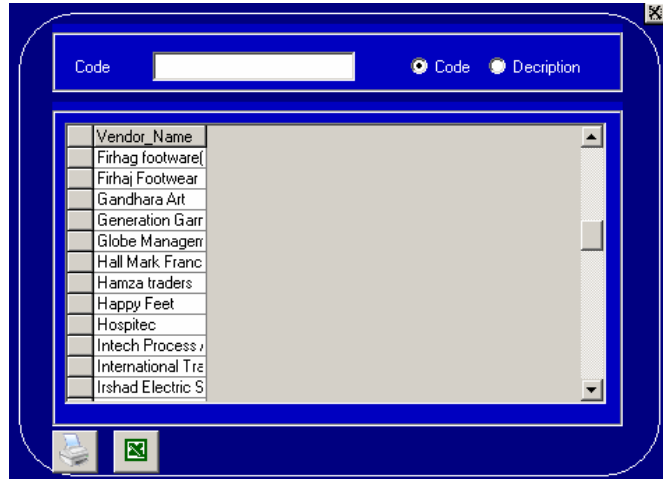 Code Code Decription
Vendor_Name
Firhag footware(
Firhaj Footwear
Gandhara Art
Generation Garr
Globe Managem
Hall Mark Franc
Hamza traders
Happy Feet
Hospitec
Intech Process
International Tra
Irshad Electric S